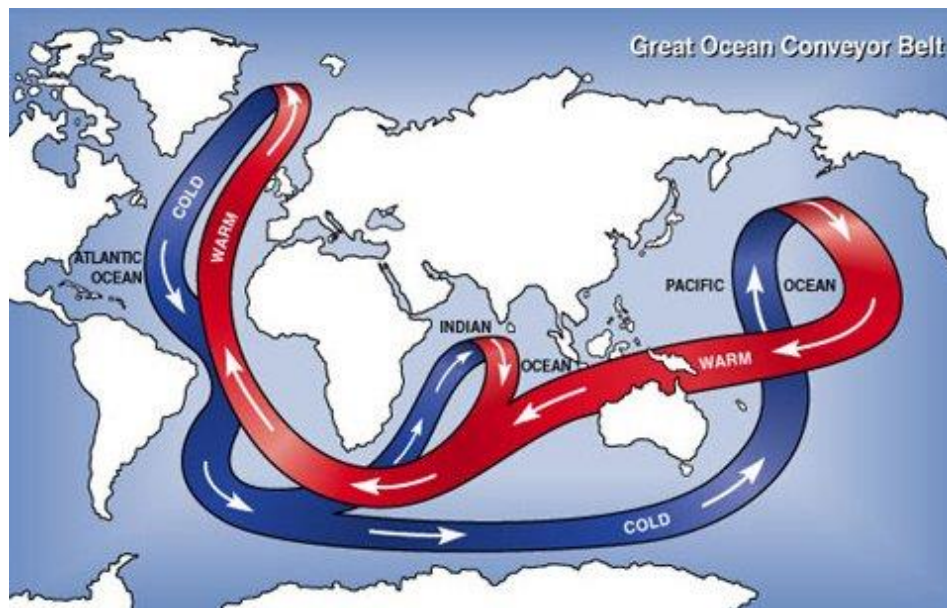 Great Ocean Conveyor Belt
COLD
WARM
ATLANTIC
OCEAN
PACIFIC
OCEAN
INDIAN
OCEAN
WARM
COLD